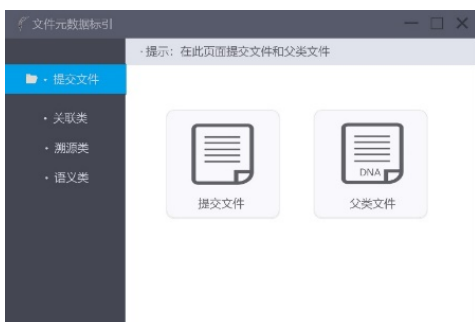 文件元数据标引
·提示：在此页面提交文件和父类文件
·提交文件
·关联类
·溯源类
·语义类
DNA
提交文件
父类文件